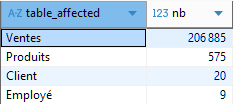 A-Z table_affected 123 nb
Ventes 206 885
Produits 575
Client 20
Employé 9